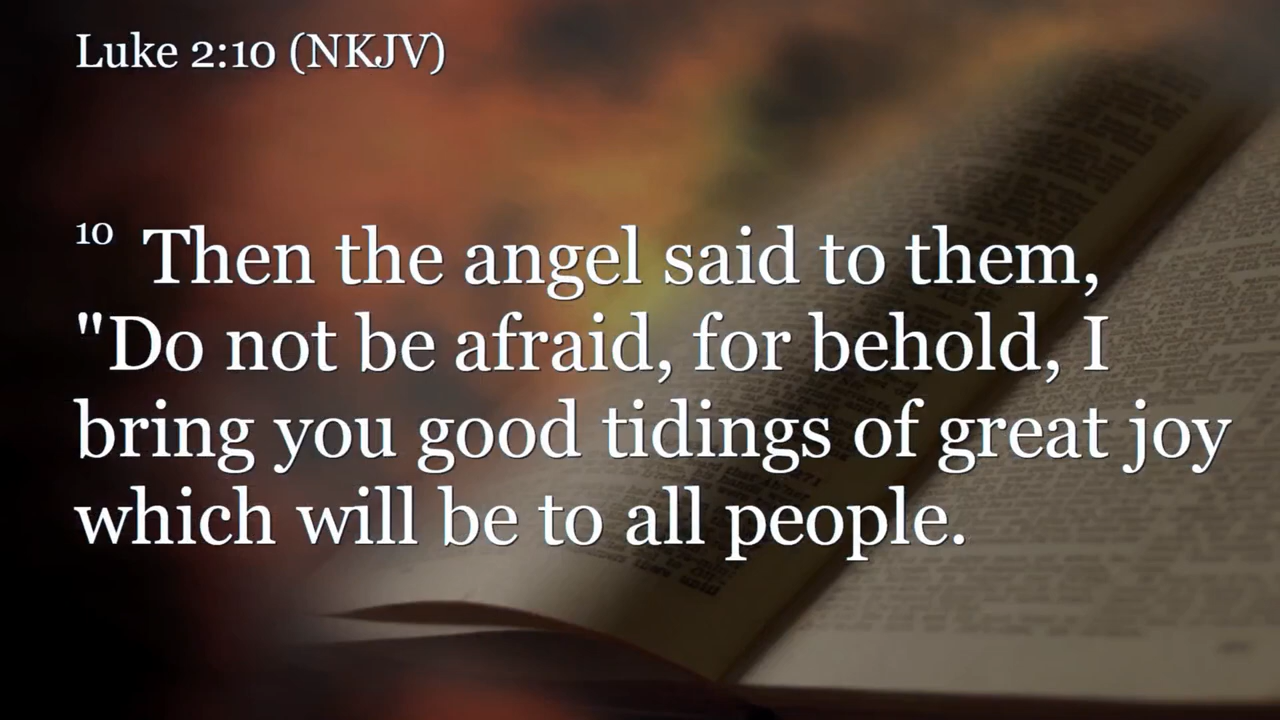 Luke 2:10 (NKJV)
10 Then the angel said to them,
"Do not be afraid, for behold, I
bring you good tidings of great joy
which will be to all people.